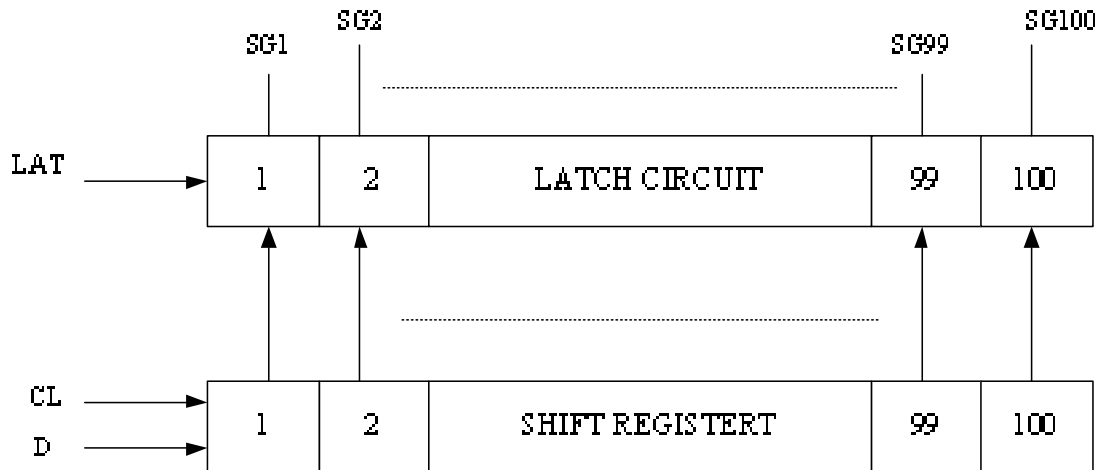 SG1 SG2 SG99 SG100
LAT 1 2 LATCH CIRCUIT 99 100
CL
D
1 2 SHIFT REGISTERT 99 100